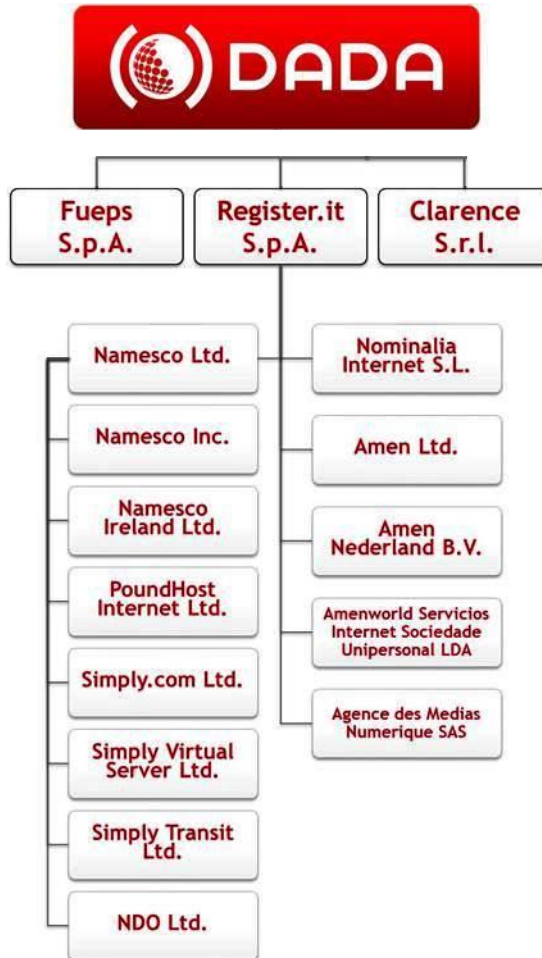 DADA
Fueps
S.p.A.
Register.it
S.p.A.
Clarence
S.r.l.
Namesco Ltd.
Namesco Inc.
Namesco
Ireland Ltd.
PoundHost
Internet Ltd.
Simply.com Ltd.
Simply Virtual
Server Ltd.
Simply Transit
Ltd.
NDO Ltd.
Nominalia
Internet S.L.
Amen Ltd.
Amen
Nederland B.V.
Amenworld Servicios
Internet Sociedade
Unipersonal LDA
Agence des Medias
Numerique SAS